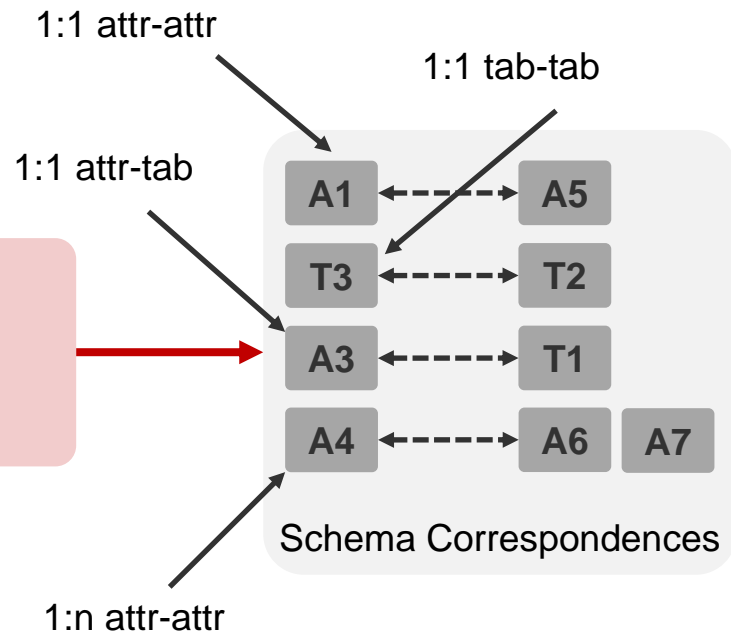 1:1 attr-attr
1:1 tab-tab
1:1 attr-tab
A1 A5
T3 T2
A3 T1
A4 A6 A7
Schema Correspondences
1:n attr-attr